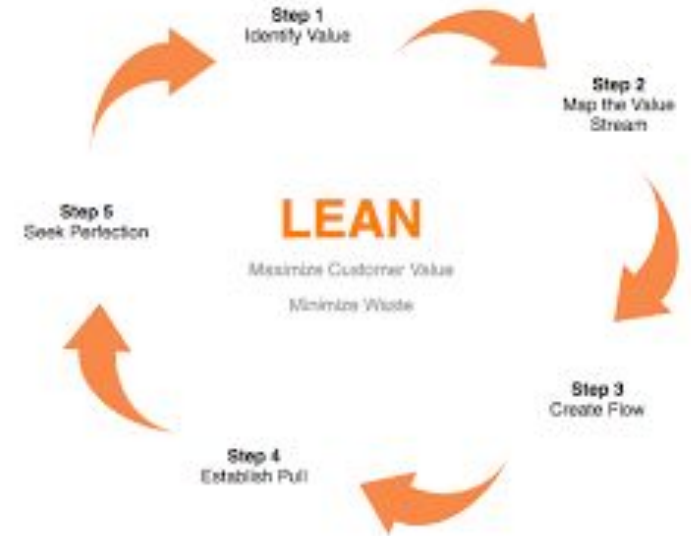 Step 1
Identify Value
Step 2
Map the Value
Stream
Step 3
Create Flow
Step 4
Establish Pull
Step 5
Seek Perfection
LEAN
Maximize Customer Value
Minimize Waste